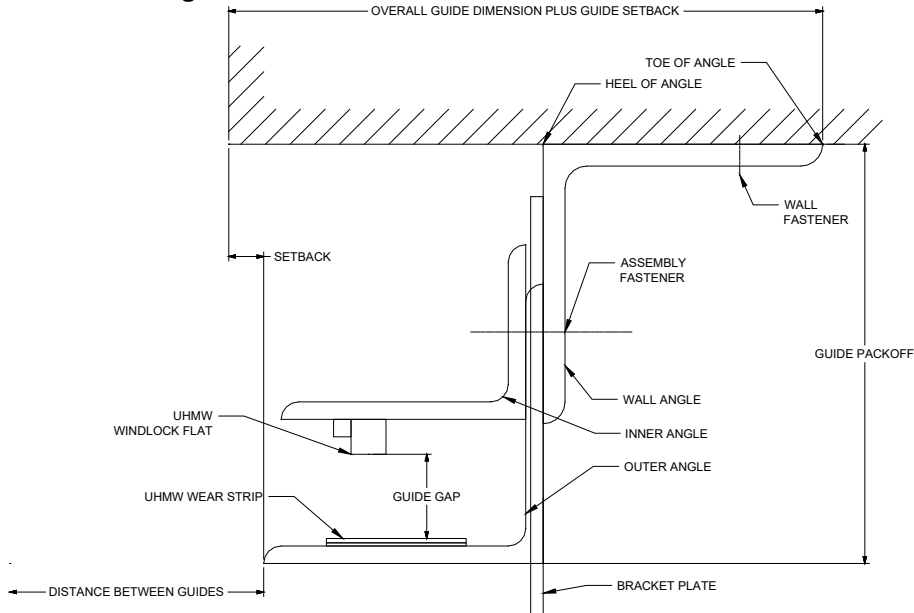 OVERALL GUIDE DIMENSION PLUS GUIDE SETBACK
TOE OF ANGLE
HEEL OF ANGLE
WALL
FASTENER
SETBACK
ASSEMBLY
FASTENER
GUIDE PACKOFF
WALL ANGLE
UHMW
WINDLOCK FLAT
INNER ANGLE
OUTER ANGLE
UHMW WEAR STRIP
GUIDE GAP
DISTANCE BETWEEN GUIDES
BRACKET PLATE